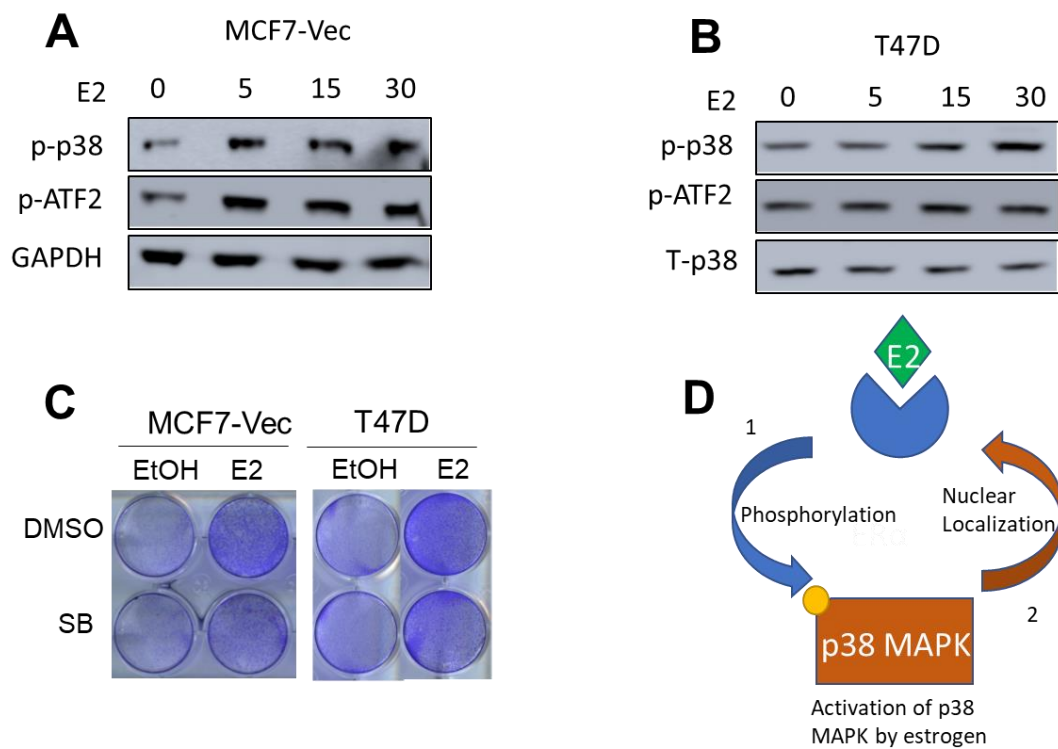 A
MCF7-Vec
E2 0 5 15 30
p-p38
p-ATF2
GAPDH
B
T47D
E2 0 5 15 30
p-p38
p-ATF2
T-p38
C
MCF7-Vec T47D
EtOH E2 EtOH E2
DMSO
SB
D
E2
1
Phosphorylation
Nuclear
Localization
ERα
2
p38 MAPK
Activation of p38
MAPK by estrogen